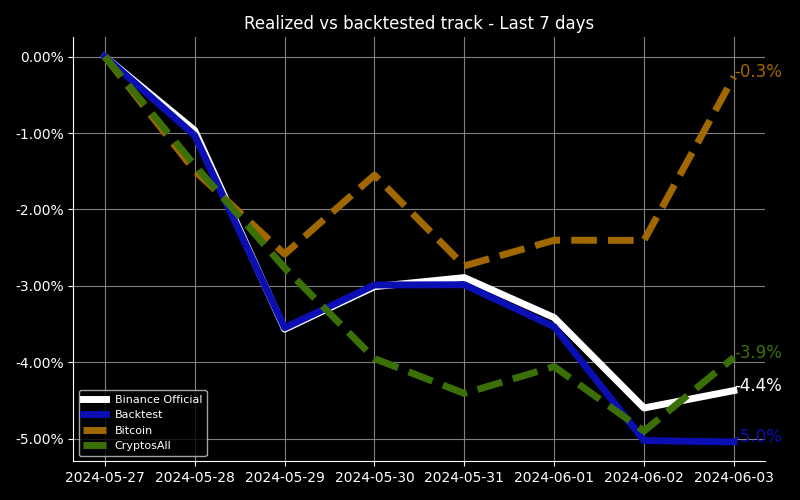 Realized vs backtested track - Last 7 days
0.00%
-1.00%
-2.00%
-3.00%
-4.00%
-5.00%
-0.3%
-3.9%
-4.4%
-5.0%
Binance Official
Backtest
Bitcoin
CryptosAll
2024-05-27 2024-05-28 2024-05-29 2024-05-30 2024-05-31 2024-06-01 2024-06-02 2024-06-03